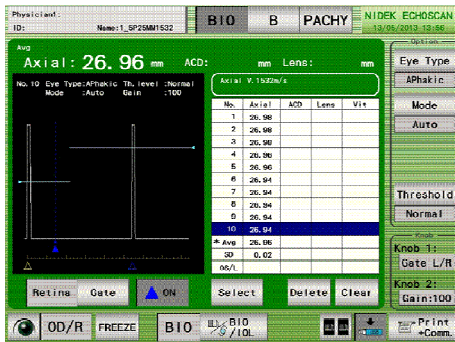 Physician1:
ID: Name:1_SP25MM1532
BIO B PACHY
NIDEK ECHOSCAN
13/05/2013 13:56
Avg
Axial: 26.96 mm ACD: mm Lens: mm
No.10 Eye Type:APhakic Th.level :Normal
Mode :Auto Gain :100
Axial V.1532m/s
No. Axial ACD Lens Vit
1 26.98
2 26.98
3 26.98
4 26.96
5 26.96
6 26.94
7 26.94
8 26.94
9 26.94
10 26.94
* Avg 26.96
SD 0.02
OS/L
Option
Eye Type
APhakic
Mode
Auto
Threshold
Normal
Knob
Knob 1:
Gate L/R
Knob 2:
Gain:100
Retina Gate ON Select Delete Clear
OD/R FREEZE BIO BIO /IOL Print +Comm.